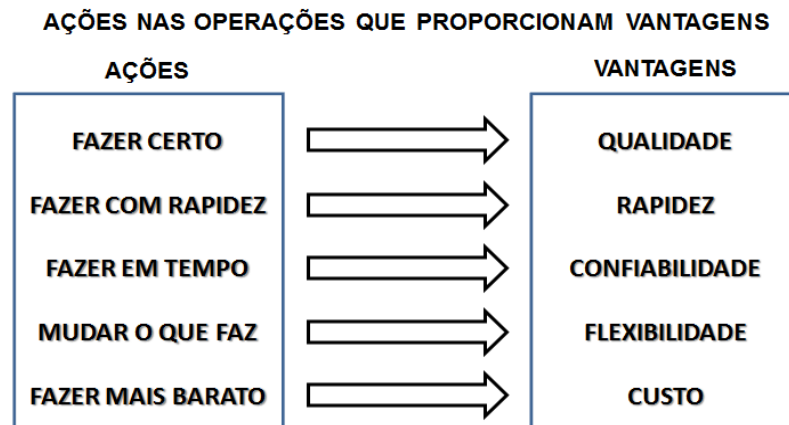 AÇÕES NAS OPERAÇÕES QUE PROPORCIONAM VANTAGENS
AÇÕES
VANTAGENS
FAZER CERTO
QUALIDADE
FAZER COM RAPIDEZ
RAPIDEZ
FAZER EM TEMPO
CONFIABILIDADE
MUDAR O QUE FAZ
FLEXIBILIDADE
FAZER MAIS BARATO
CUSTO